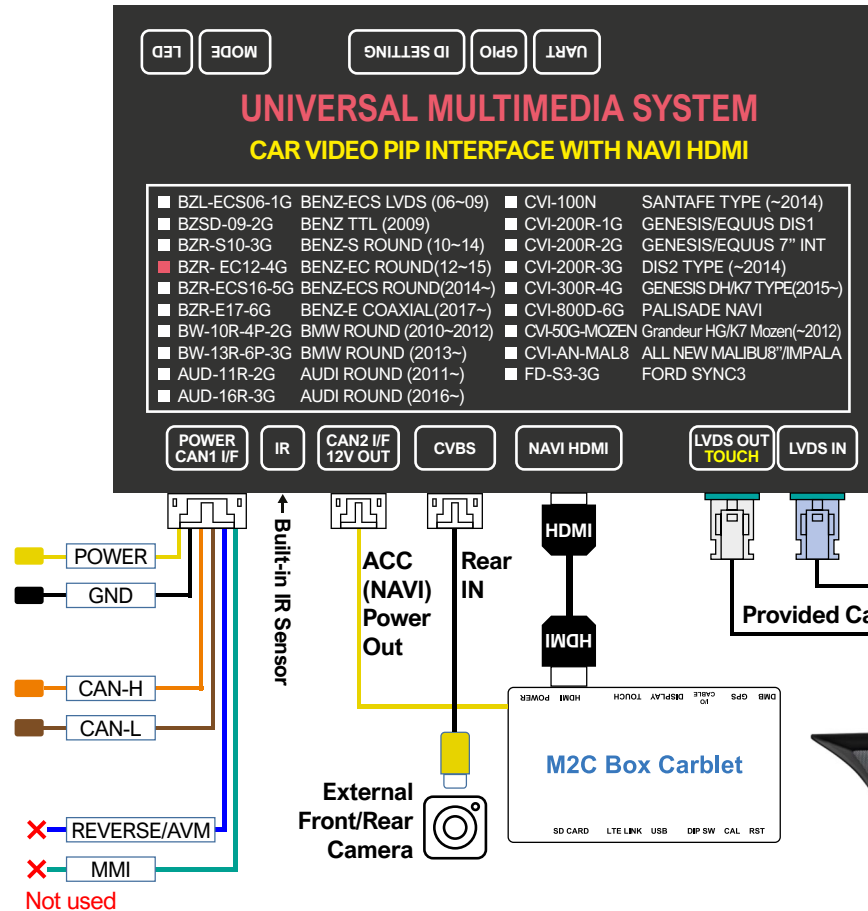 LED MODE ID SETTING GPIO UART
UNIVERSAL MULTIMEDIA SYSTEM
CAR VIDEO PIP INTERFACE WITH NAVI HDMI
BZL-ECS06-1G BENZ-ECS LVDS (06~09) CVI-100N SANTAFE TYPE (~2014)
BZSD-09-2G BENZ TTL (2009) CVI-200R-1G GENESIS/EQUUS DIS1
BZR-S10-3G BENZ-S ROUND (10~14) CVI-200R-2G GENESIS/EQUUS 7” INT
BZR- EC12-4G BENZ-EC ROUND(12~15) CVI-200R-3G DIS2 TYPE (~2014)
BZR-ECS16-5G BENZ-ECS ROUND(2014~) CVI-300R-4G GENESIS DH/K7 TYPE(2015~)
BZR-E17-6G BENZ-E COAXIAL(2017~) CVI-800D-6G PALISADE NAVI
BW-10R-4P-2G BMW ROUND (2010~2012) CVI-50G-MOZEN Grandeur HG/K7 Mozen(~2012)
BW-13R-6P-3G BMW ROUND (2013~) CVI-AN-MAL8 ALL NEW MALIBU8”/IMPALA
AUD-11R-2G AUDI ROUND (2011~) FD-S3-3G FORD SYNC3
AUD-16R-3G AUDI ROUND (2016~)
POWER
CAN1 I/F
IR
CAN2 I/F
12V OUT
CVBS
NAVI HDMI
LVDS OUT
TOUCH
LVDS IN
POWER
GND
CAN-H
CAN-L
REVERSE/AVM
MMI
Not used
Built-in IR Sensor
ACC
(NAVI)
Power
Out
Rear
IN
HDMI
HDMI
Provided Ca
POWER HDMI TOUCH DISPLAY I/O CABLE GPS DMB
M2C Box Carblet
SD CARD LTE LINK USB DIP SW CAL RST
External
Front/Rear
Camera